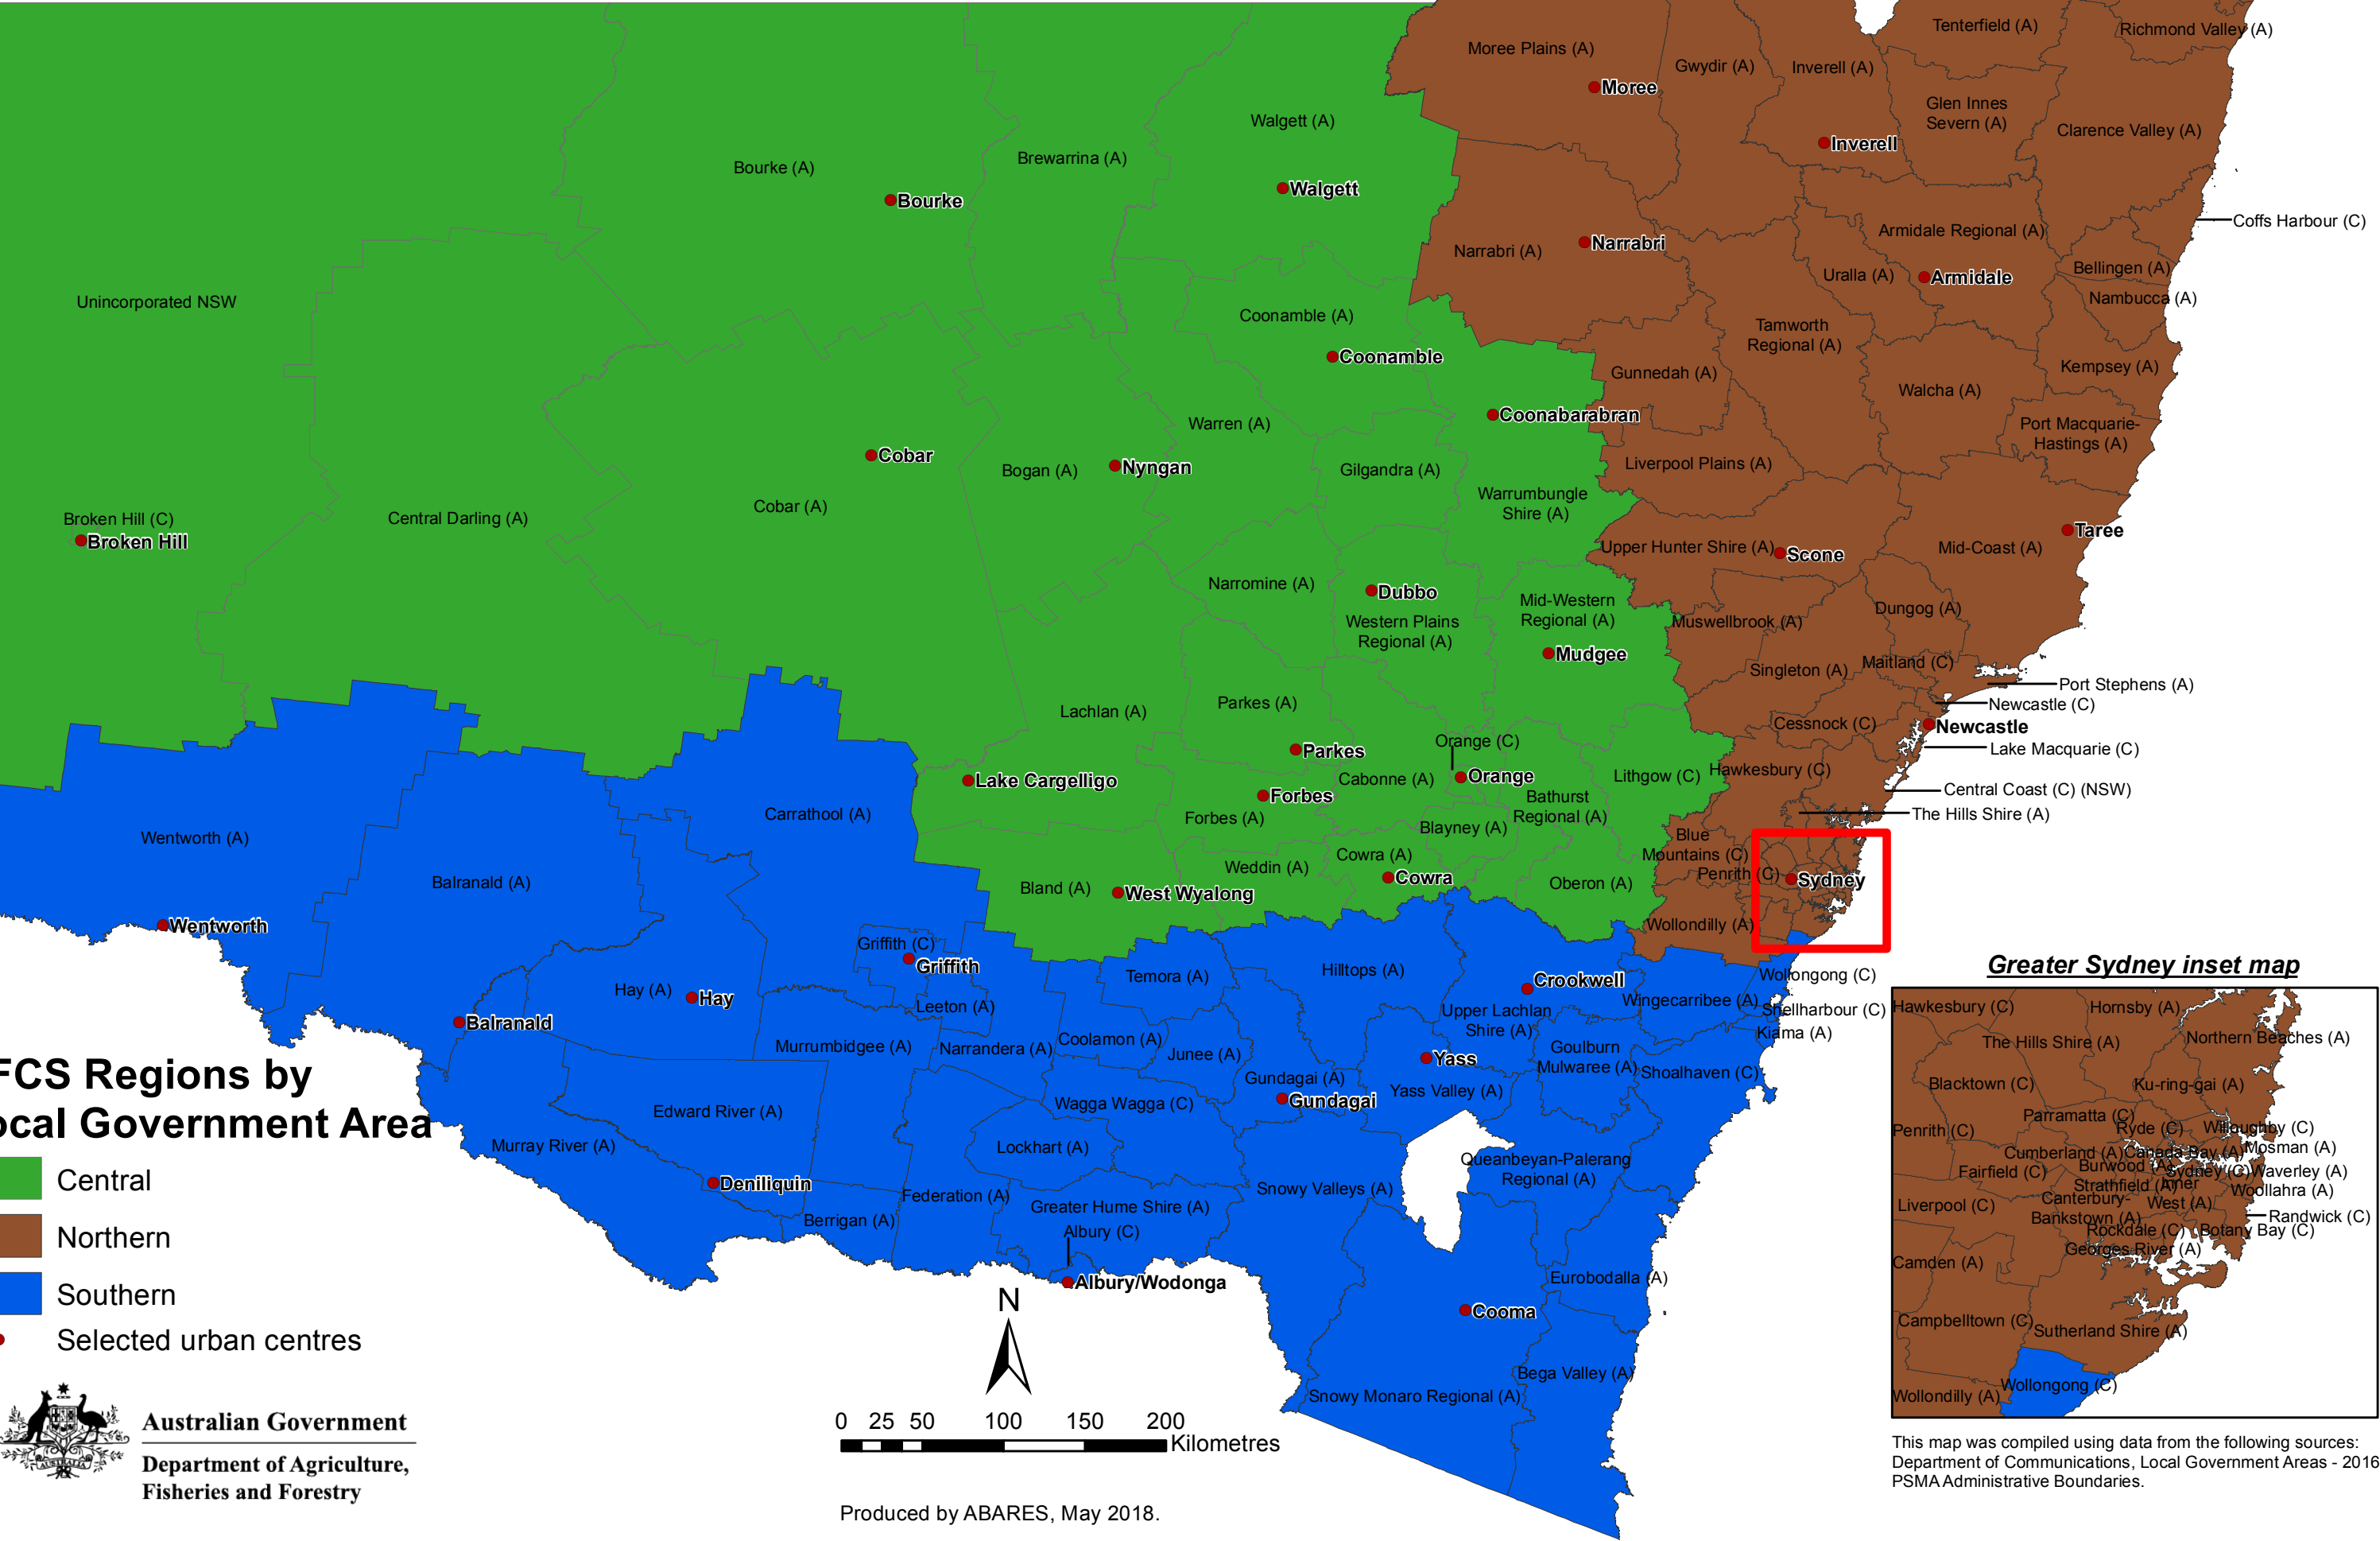 Tenterfield (A)
Richmond Valley (A)
Moree Plains (A)
Gwydir (A)
Inverell (A)
Moree
Glen Innes
Severn (A)
Clarence Valley (A)
Walgett (A)
Inverell
Brewarrina (A)
Bourke (A)
Walgett
Bourke
Coffs Harbour (C)
Armidale Regional (A)
Narrabri
Narrabri (A)
Bellingen (A)
Uralla (A)
Armidale
Nambucca (A)
Unincorporated NSW
Coonamble (A)
Tamworth
Regional (A)
Coonamble
Kempsey (A)
Gunnedah (A)
Walcha (A)
Coonabarabran
Warren (A)
Port Macquarie-
Hastings (A)
Cobar
Nyngan
Bogan (A)
Gilgandra (A)
Liverpool Plains (A)
Warrumbungle
Shire (A)
Cobar (A)
Broken Hill (C)
Central Darling (A)
Broken Hill
Taree
Upper Hunter Shire (A)
Scone
Mid-Coast (A)
Narromine (A)
Dubbo
Mid-Western
Regional (A)
Dungog (A)
Western Plains
Regional (A)
Muswellbrook (A)
Mudgee
Maitland (C)
Singleton (A)
Port Stephens (A)
Parkes (A)
Newcastle (C)
Lachlan (A)
Cessnock (C)
Newcastle
Orange (C)
Parkes
Lake Macquarie (C)
Hawkesbury (C)
Lake Cargelligo
Cabonne (A)
Orange
Lithgow (C)
Central Coast (C) (NSW)
Forbes
Bathurst
Regional (A)
Carrathool (A)
Forbes (A)
The Hills Shire (A)
Blayney (A)
Wentworth (A)
Blue
Mountains (C)
Cowra (A)
Weddin (A)
Penrith (C)
Sydney
Cowra
Balranald (A)
Bland (A)
West Wyalong
Oberon (A)
Wentworth
Wollondilly (A)
Griffith (C)
Griffith
Temora (A)
Hilltops (A)
Wollongong (C)
Crookwell
Hay (A)
Hay
Leeton (A)
Wingecarribee (A)
Shellharbour (C)
Upper Lachlan
Shire (A)
Balranald
Kiama (A)
Coolamon (A)
Murrumbidgee (A)
Narrandera (A)
Junee (A)
Goulburn
Mulwaree (A)
Yass
Shoalhaven (C)
Gundagai (A)
Yass Valley (A)
Gundagai
Wagga Wagga (C)
Edward River (A)
Murray River (A)
Lockhart (A)
Queanbeyan-Palerang
Regional (A)
Deniliquin
Snowy Valleys (A)
Federation (A)
Greater Hume Shire (A)
Berrigan (A)
Albury (C)
Albury/Wodonga
Eurobodalla (A)
Cooma
Bega Valley (A)
Snowy Monaro Regional (A)
FCS Regions by
ocal Government Area
Central
Northern
Southern
Selected urban centres
AUSTRALIA
Australian Government
Department of Agriculture,
Fisheries and Forestry
N
0 25 50 100 150 200
Kilometres
Produced by ABARES, May 2018.
Greater Sydney inset map
Hawkesbury (C)
Hornsby (A)
Northern Beaches (A)
The Hills Shire (A)
Blacktown (C)
Ku-ring-gai (A)
Parramatta (C)
Penrith (C)
Ryde (C)
Willoughby (C)
Mosman (A)
Cumberland (A)
Canada Bay (A)
Burwood (A)
Fairfield (C)
Sydney (C)
Waverley (A)
Strathfield (A)
Inner
West (A)
Woollahra (A)
Liverpool (C)
Canterbury-
Bankstown (A)
Randwick (C)
Rockdale (C)
Botany Bay (C)
Georges River (A)
Camden (A)
Campbelltown (C)
Sutherland Shire (A)
Wollongong (C)
Wollondilly (A)
This map was compiled using data from the following sources:
Department of Communications, Local Government Areas - 2016
PSMA Administrative Boundaries.